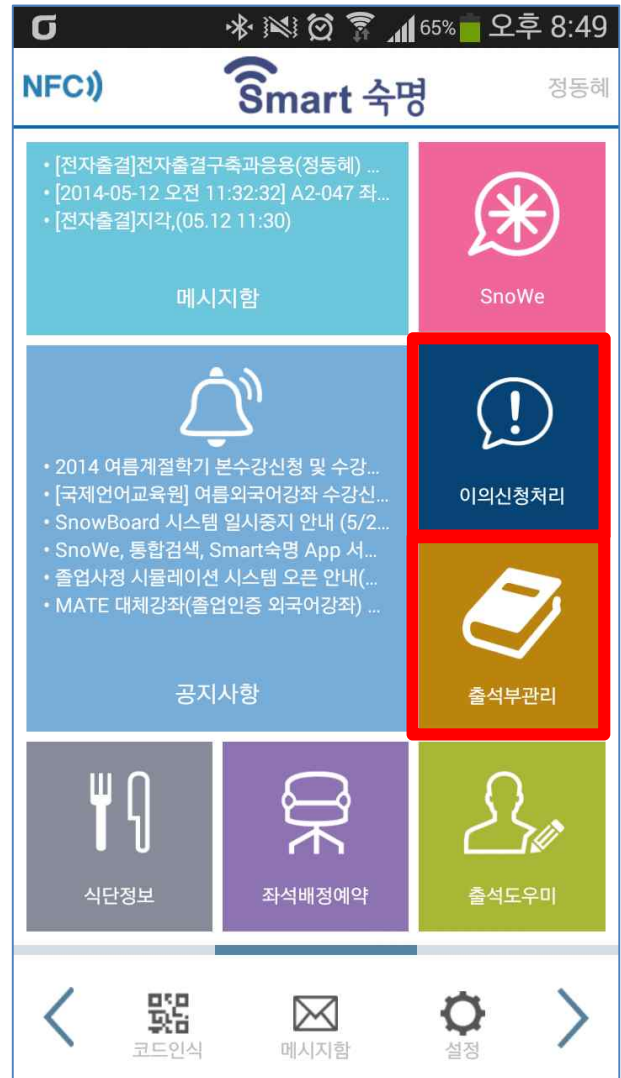 65% 오후 8:49
NFC
Smart 숙명
정동혜
• [전자출결]전자출결구축과응용(정동혜) ...
• [2014-05-12 오전 11:32:32] A2-047 좌...
• [전자출결]지각,(05.12 11:30)
메시지함
SnoWe
• 2014 여름계절학기 본수강신청 및 수강...
• [국제언어교육원] 여름외국어강좌 수강신...
• SnowBoard 시스템 일시중지 안내 (5/2...
• SnoWe, 통합검색, Smart숙명 App 서...
• 졸업사정 시뮬레이션 시스템 오픈 안내(...
• MATE 대체강좌(졸업인증 외국어강좌) ...
공지사항
이의신청처리
출석부관리
식단정보
좌석배정예약
출석도우미
코드인식
메시지함
설정